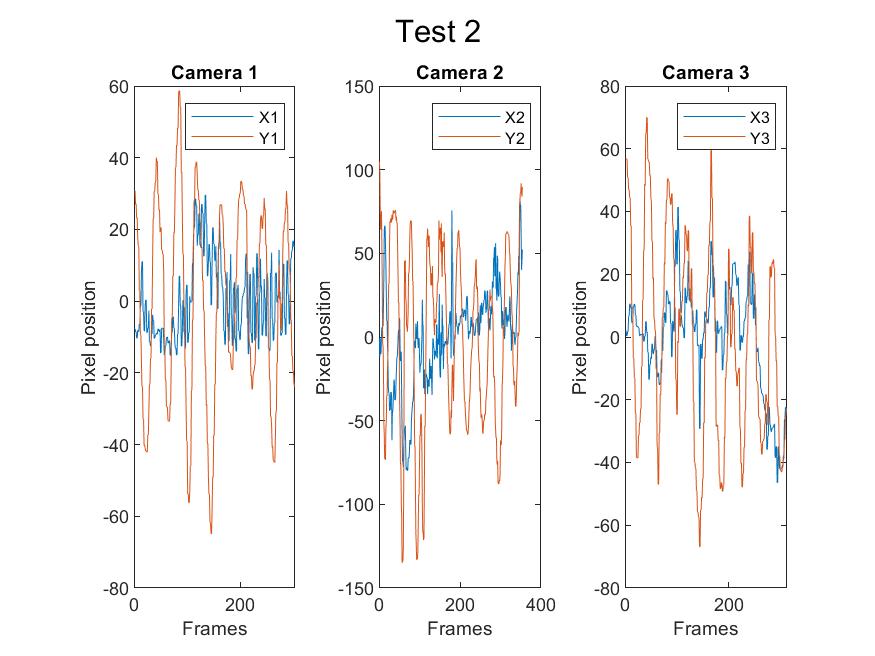 Test 2
Camera 1
Camera 2
Camera 3
60
40
20
0
-20
-40
-60
-80
Pixel position
X1
Y1
0
200
Frames
150
100
50
0
-50
-100
-150
Pixel position
X2
Y2
0
200
400
Frames
80
60
40
20
0
-20
-40
-60
-80
Pixel position
X3
Y3
0
200
Frames